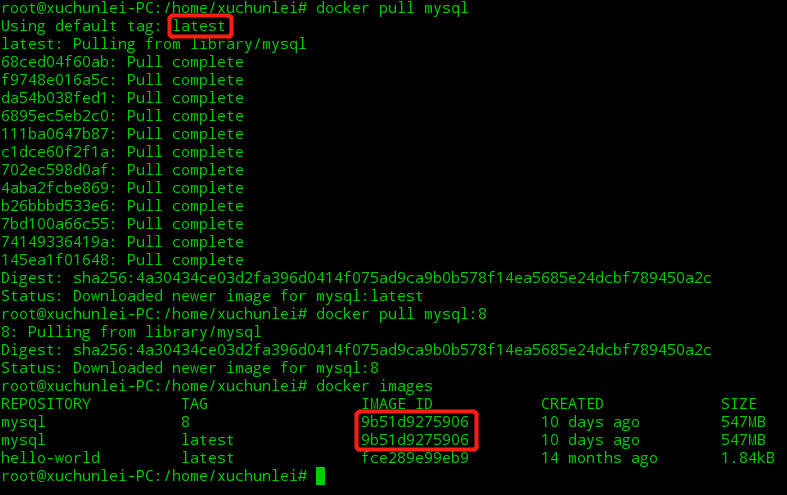 root@xuchunlei-PC:/home/xuchunlei# docker pull mysql
Using default tag: latest
latest: Pulling from library/mysql
68ced04f60ab: Pull complete
f9748e016a5c: Pull complete
da54b038fed1: Pull complete
6895ec5eb2c0: Pull complete
111ba0647b87: Pull complete
c1dce60f2f1a: Pull complete
702ec598d0af: Pull complete
4aba2fcbe869: Pull complete
b26bbbd533e6: Pull complete
7bd100a66c55: Pull complete
74149336419a: Pull complete
145ea1f01648: Pull complete
Digest: sha256:4a30434ce03d2fa396d0414f075ad9ca9b0b578f14ea5685e24dcbf789450a2c
Status: Downloaded newer image for mysql:latest
root@xuchunlei-PC:/home/xuchunlei# docker pull mysql:8
8: Pulling from library/mysql
Digest: sha256:4a30434ce03d2fa396d0414f075ad9ca9b0b578f14ea5685e24dcbf789450a2c
Status: Downloaded newer image for mysql:8
root@xuchunlei-PC:/home/xuchunlei# docker images
REPOSITORY TAG IMAGE ID CREATED SIZE
mysql 8 9b51d9275906 10 days ago 547MB
mysql latest 9b51d9275906 10 days ago 547MB
hello-world latest fce289e99eb9 14 months ago 1.84kB
root@xuchunlei-PC:/home/xuchunlei#